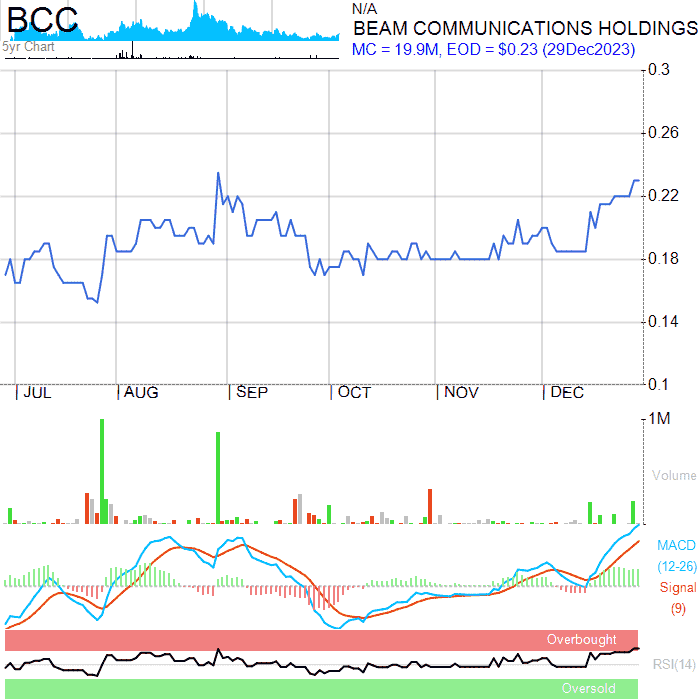 BCC
5yr Chart
N/A
BEAM COMMUNICATIONS HOLDINGS
MC = 19.9M, EOD = $0.23 (29Dec2023)
0.3
0.26
0.22
0.18
0.14
0.1
JUL AUG SEP OCT NOV DEC
1M
Volume
MACD
(12-26)
Signal
(9)
Overbought
RSI(14)
Oversold